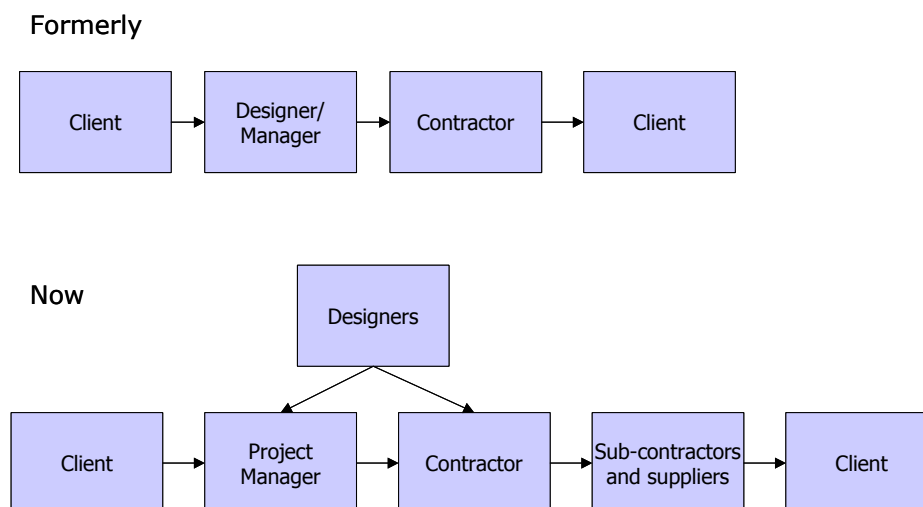 Formerly
Client
Designer/
Manager
Contractor
Client
Now
Designers
Client
Project
Manager
Contractor
Sub-contractors
and suppliers
Client